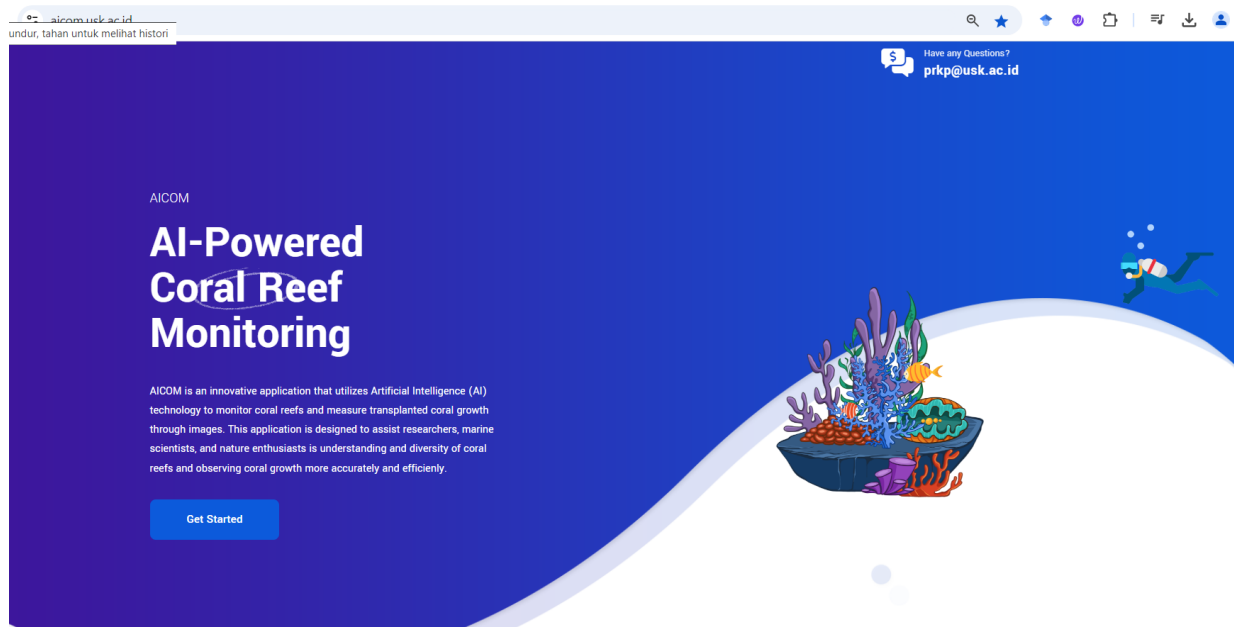 aicom.usk.ac.id
undur, tahan untuk melihat histori
Have any Questions?
prkp@usk.ac.id
AICOM
AI-Powered
Coral Reef
Monitoring
AICOM is an innovative application that utilizes Artificial Intelligence (AI)
technology to monitor coral reefs and measure transplanted coral growth
through images. This application is designed to assist researchers, marine
scientists, and nature enthusiasts is understanding and diversity of coral
reefs and observing coral growth more accurately and efficienly.
Get Started